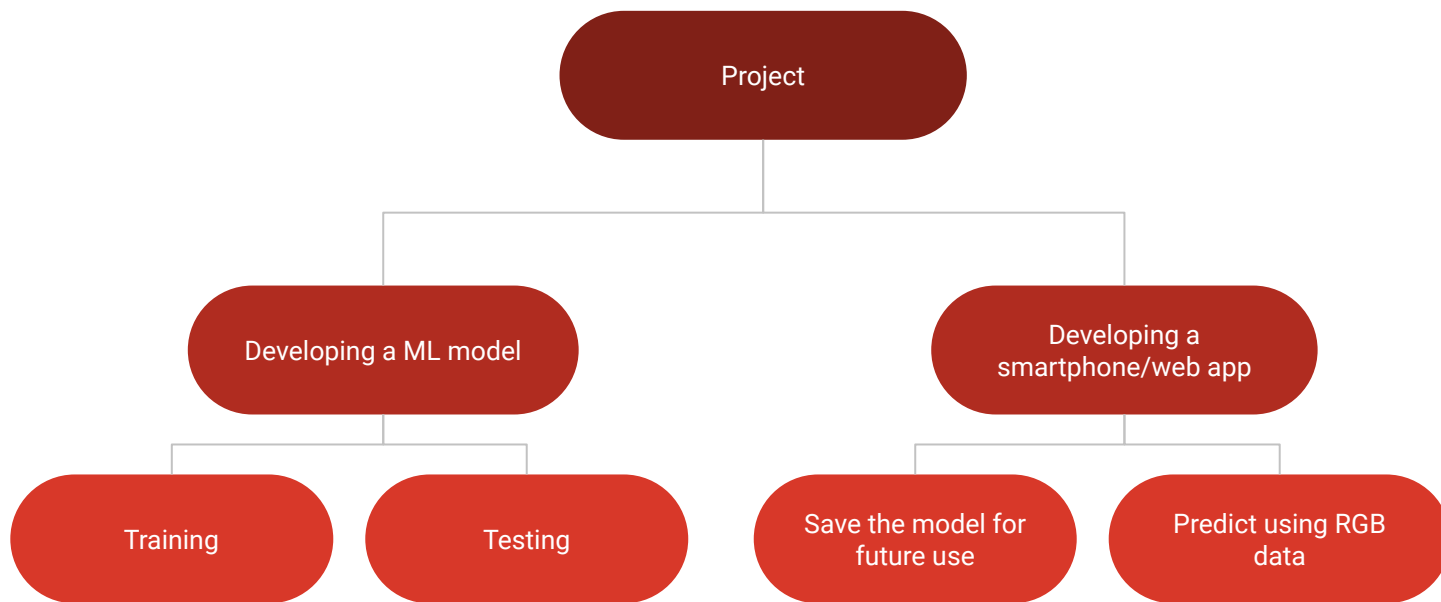 Project
Developing a ML model
Developing a
smartphone/web app
Training
Testing
Save the model for
future use
Predict using RGB
data